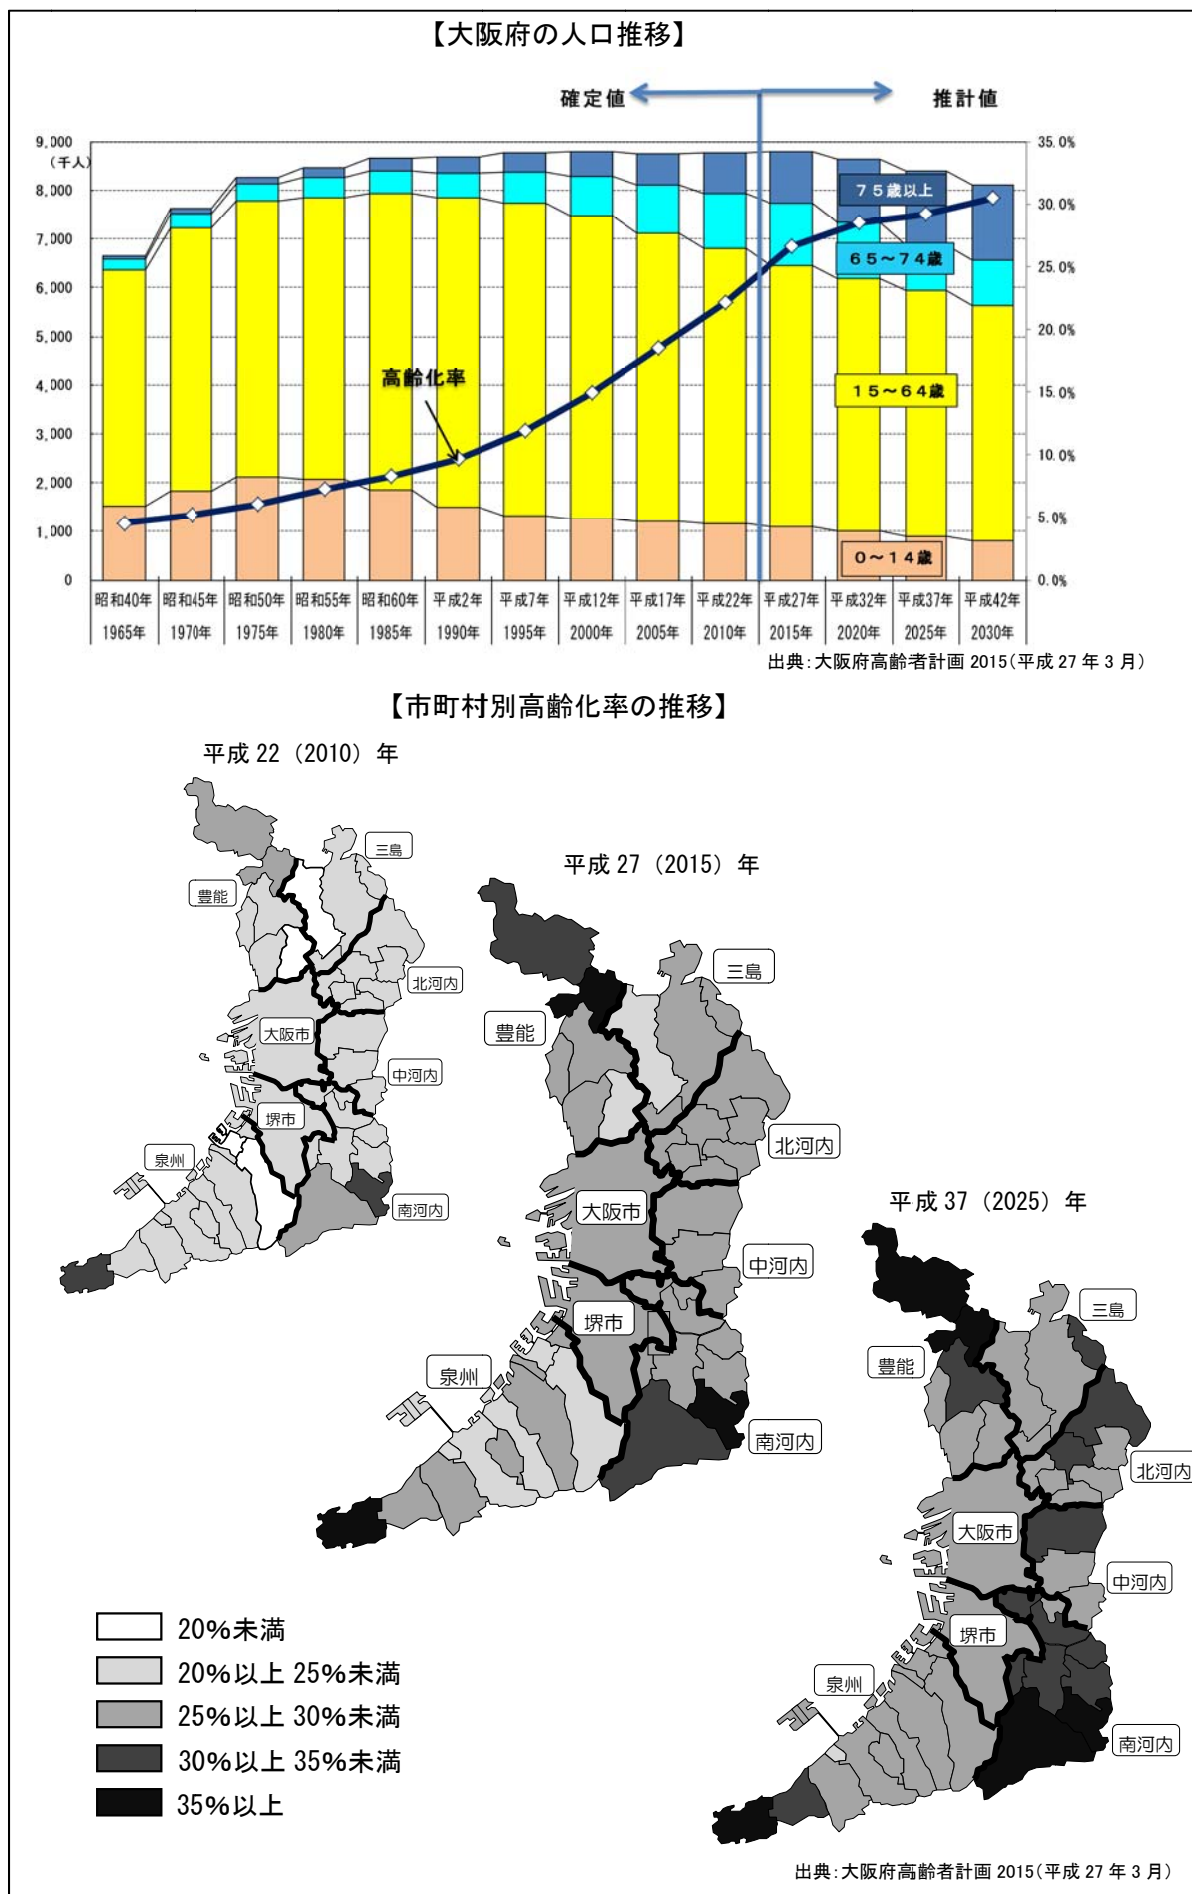 【大阪府の人口推移】
確定値 推計値
9,000 35.0%
（千人）
8,000 75歳以上
30.0%
7,000
65～74歳 25.0%
6,000
5,000 20.0%
4,000 高齢化率 15～64歳 15.0%
3,000
10.0%
2,000
5.0%
1,000 0～14歳
0 0.0%
昭和40年 昭和45年 昭和50年 昭和55年 昭和60年 平成2年 平成7年 平成12年 平成17年 平成22年 平成27年 平成32年 平成37年 平成42年
1965年 1970年 1975年 1980年 1985年 1990年 1995年 2000年 2005年 2010年 2015年 2020年 2025年 2030年
出典：大阪府高齢者計画 2015（平成 27 年 3 月）
【市町村別高齢化率の推移】
平成 22（2010）年
三島
豊能
北河内
大阪市
中河内
堺市
泉州
南河内
平成 27（2015）年
三島
豊能
北河内
大阪市
中河内
堺市
泉州
南河内
平成 37（2025）年
三島
豊能
北河内
大阪市
中河内
堺市
泉州
南河内
20%未満
20%以上 25%未満
25%以上 30%未満
30%以上 35%未満
35%以上
出典：大阪府高齢者計画 2015（平成 27 年 3 月）